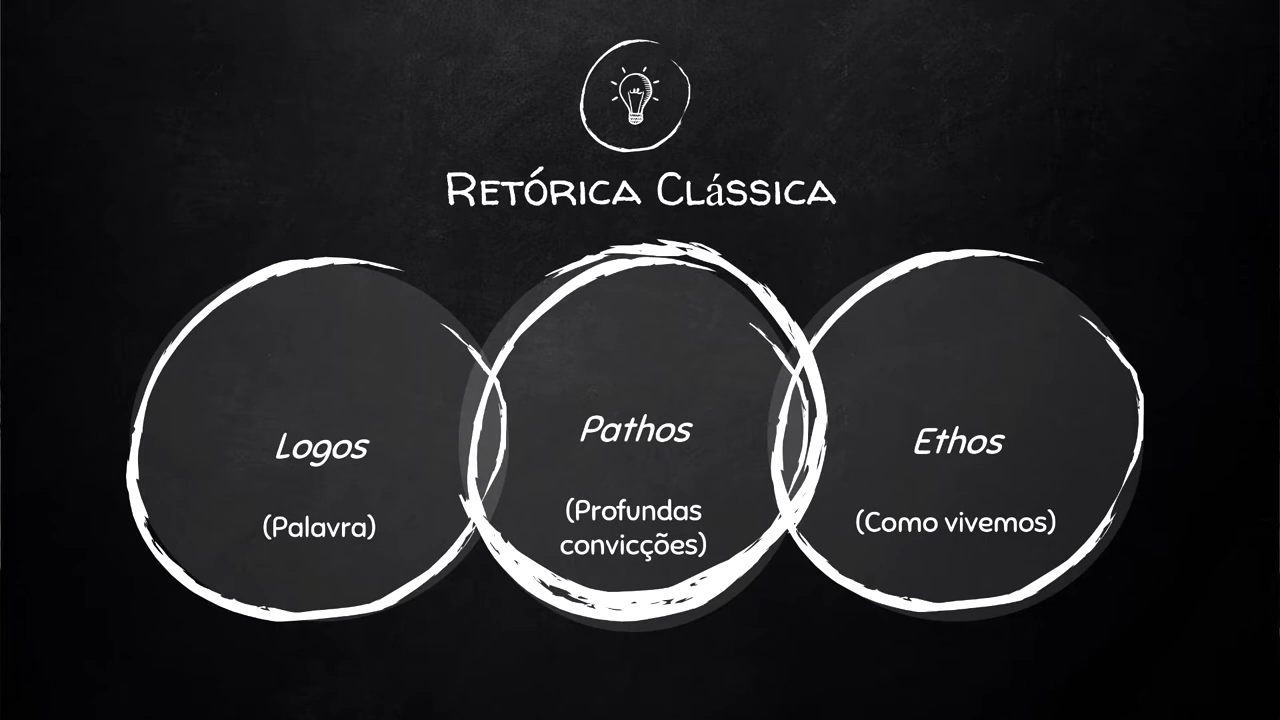 Retórica Clássica
Logos
(Palavra)
Pathos
(Profundas
convicções)
Ethos
(Como vivemos)